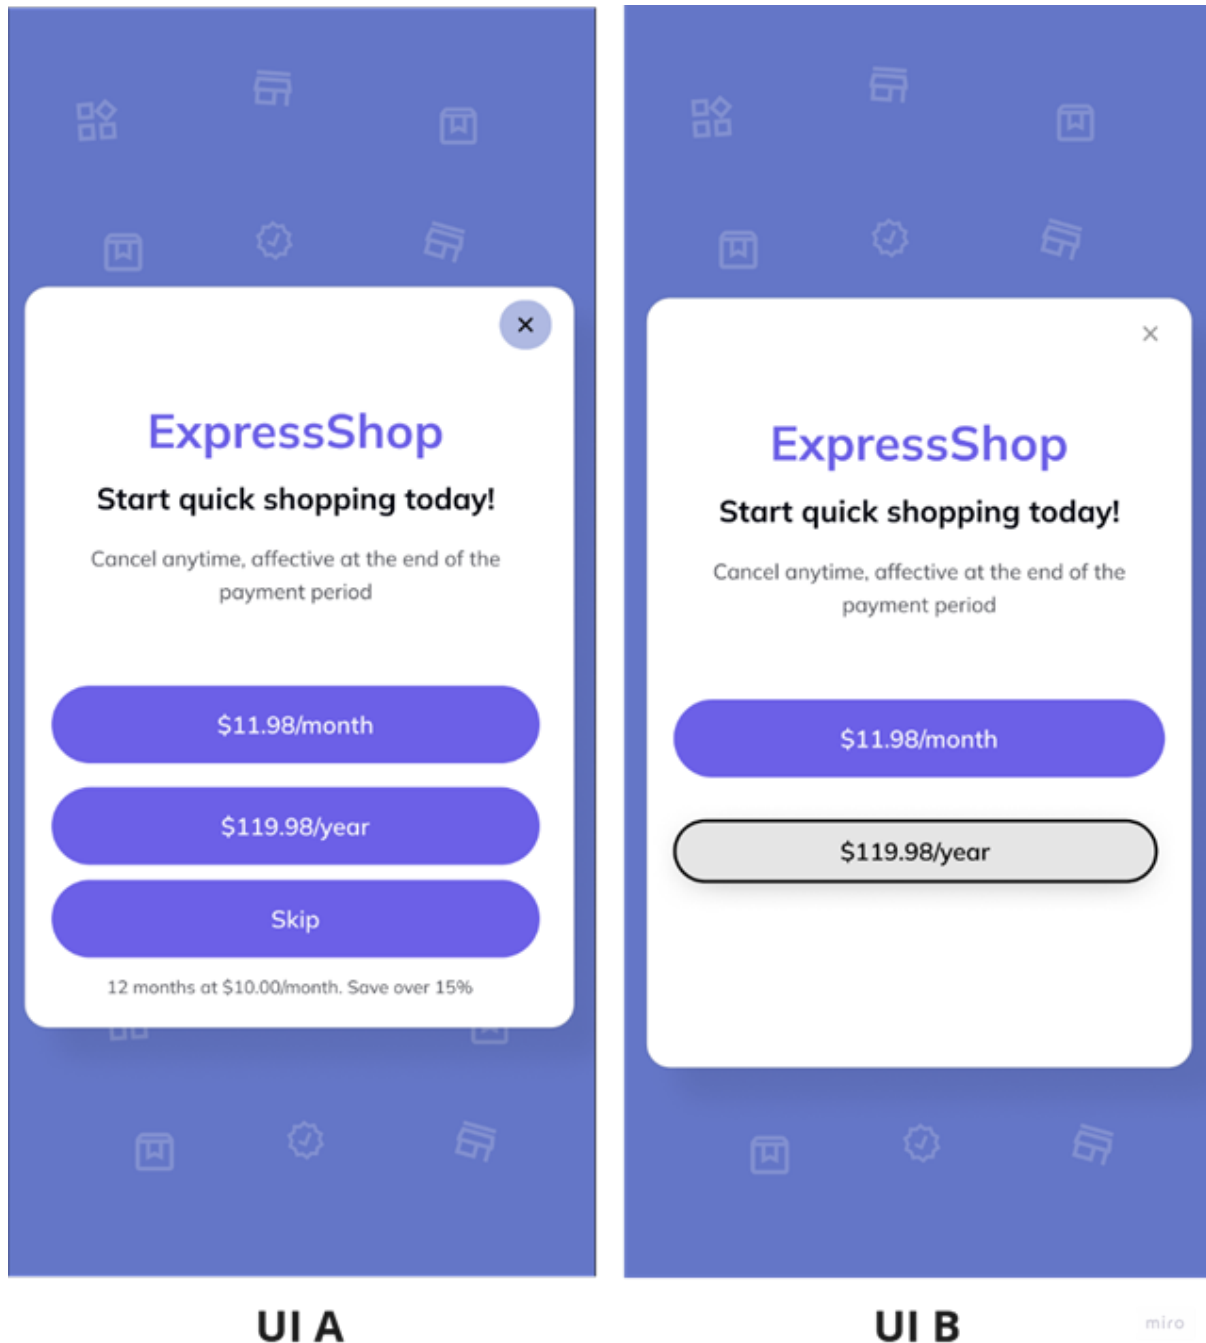 ExpressShop
Start quick shopping today!
Cancel anytime, affective at the end of the
payment period
$11.98/month
$119.98/year
Skip
12 months at $10.00/month. Save over 15%
UI A
ExpressShop
Start quick shopping today!
Cancel anytime, affective at the end of the
payment period
$11.98/month
$119.98/year
UI B
miro